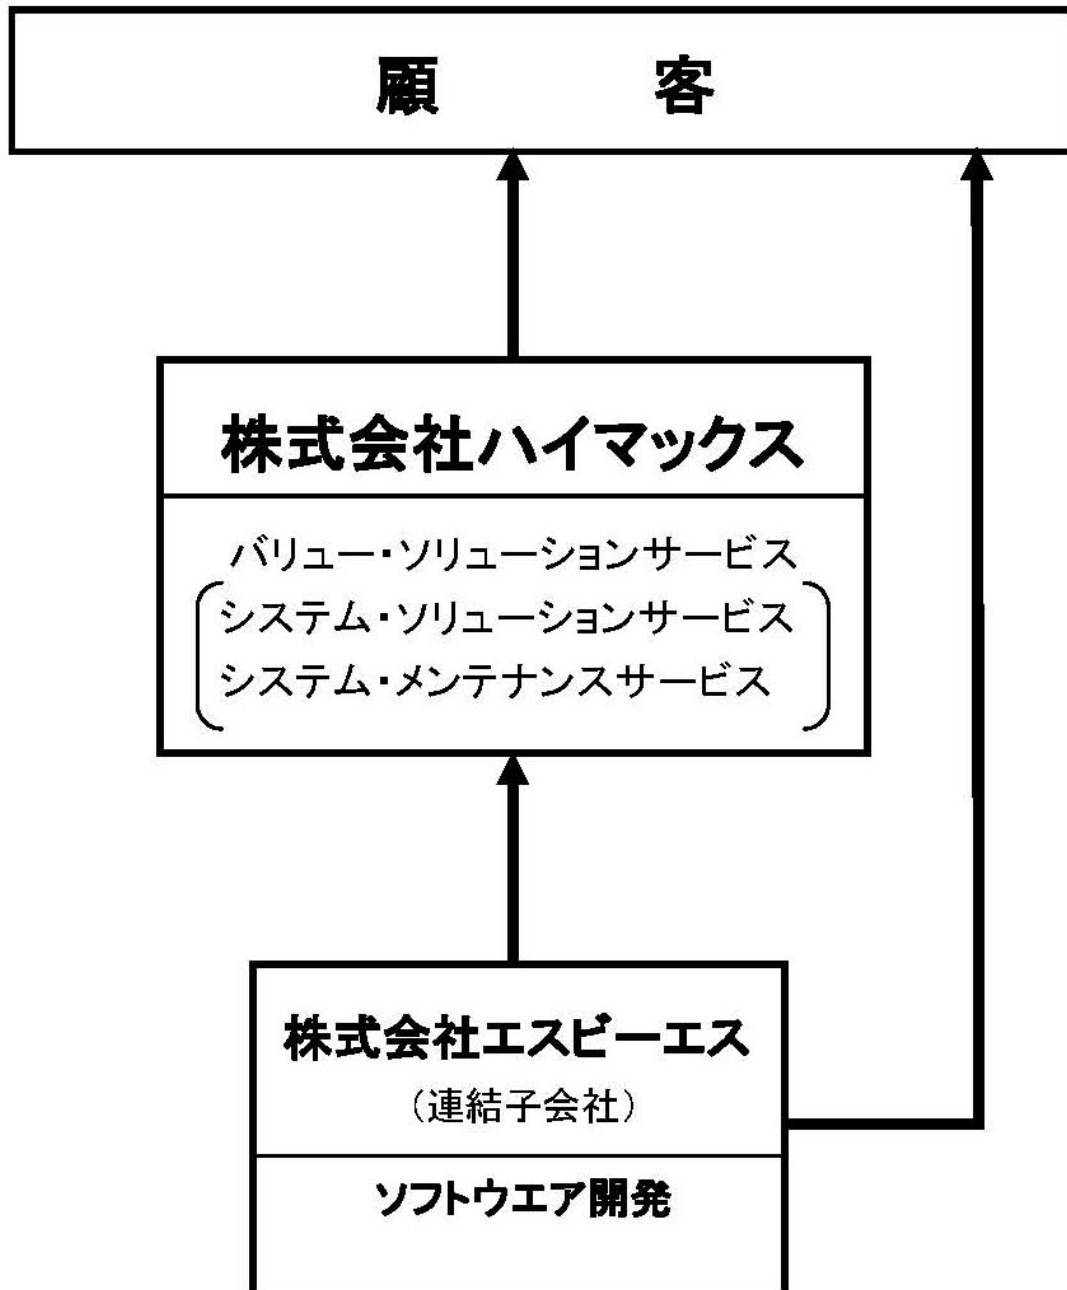 顧　客
株式会社ハイマックス
バリュー・ソリューションサービス
システム・ソリューションサービス
システム・メンテナンスサービス
株式会社エスビーエス
（連結子会社）
ソフトウエア開発